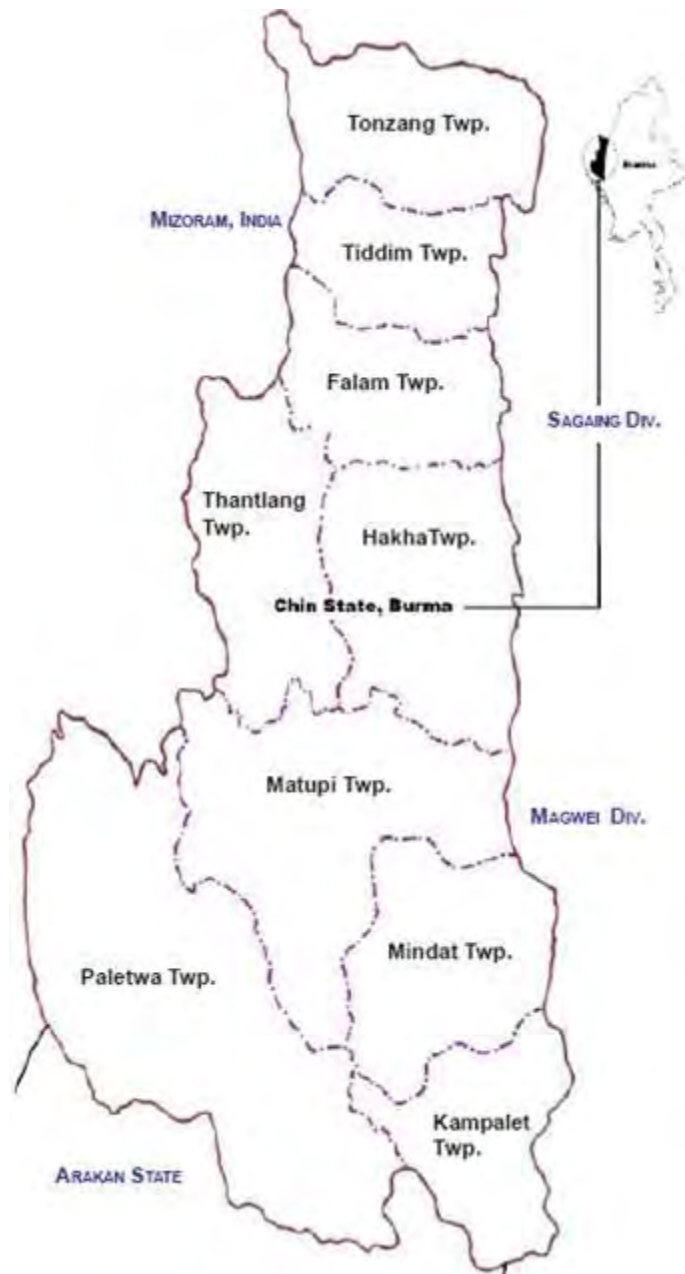 Tonzang Twp.
MIZORAM, INDIA
Tiddim Twp.
Falam Twp.
SAGAING DIV.
Thantlang
Twp.
HakhaTwp.
Chin State, Burma
Matupi Twp.
MAGWEI DIV.
Mindat Twp.
Paletwa Twp.
Kampalet
Twp.
ARAKAN STATE